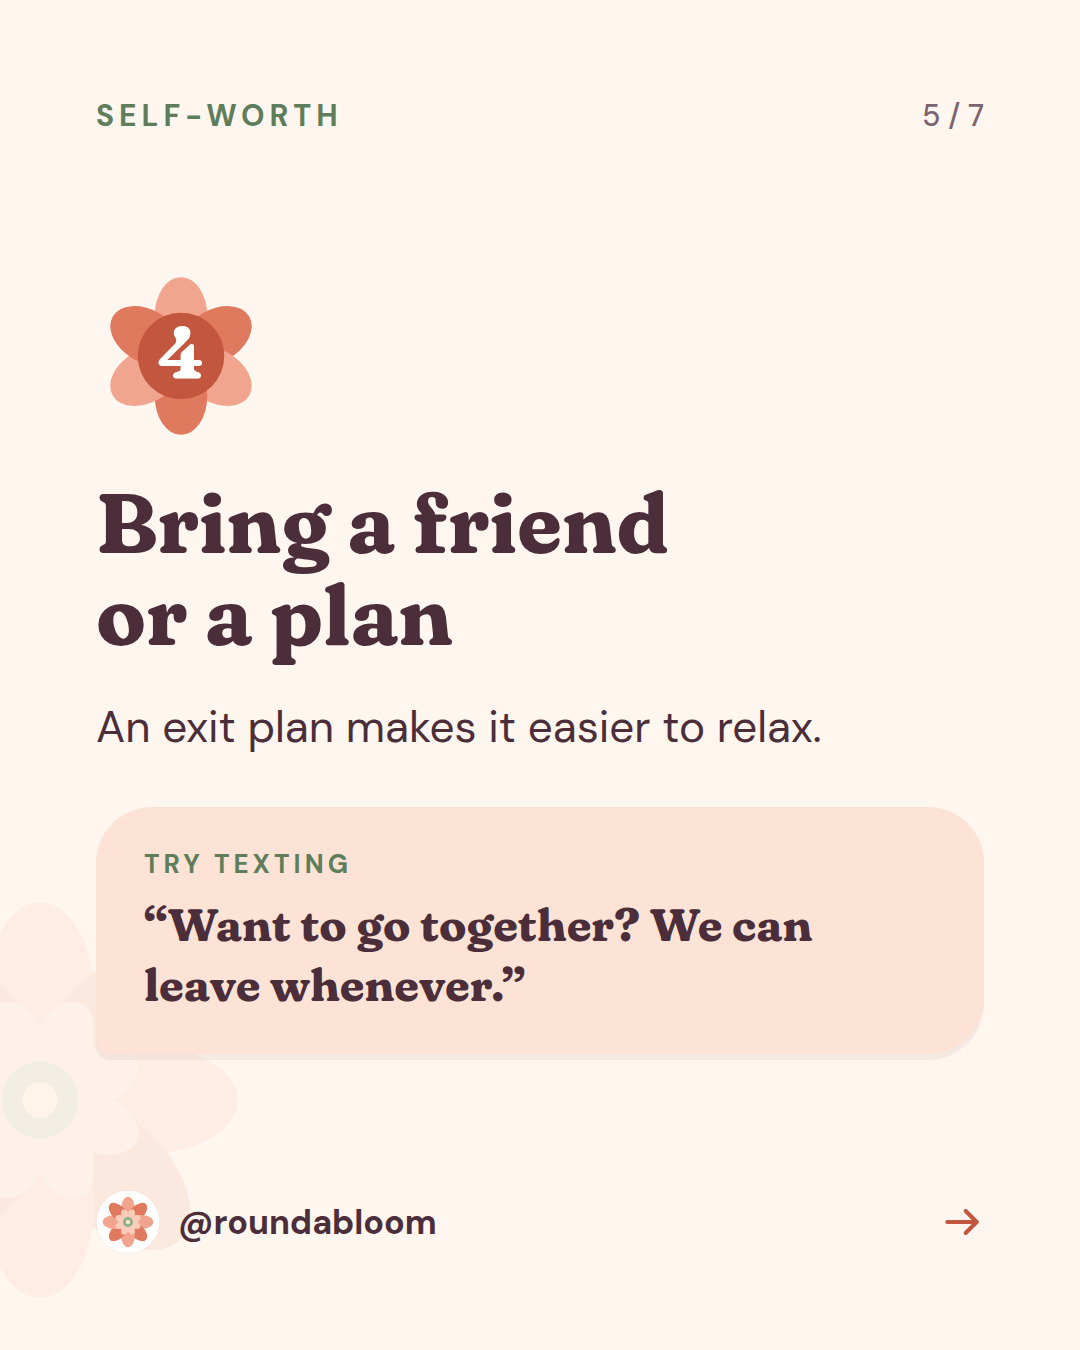 SELF-WORTH
5 / 7
4
Bring a friend
or a plan
An exit plan makes it easier to relax.
TRY TEXTING
“Want to go together? We can
leave whenever.”
@roundabloom